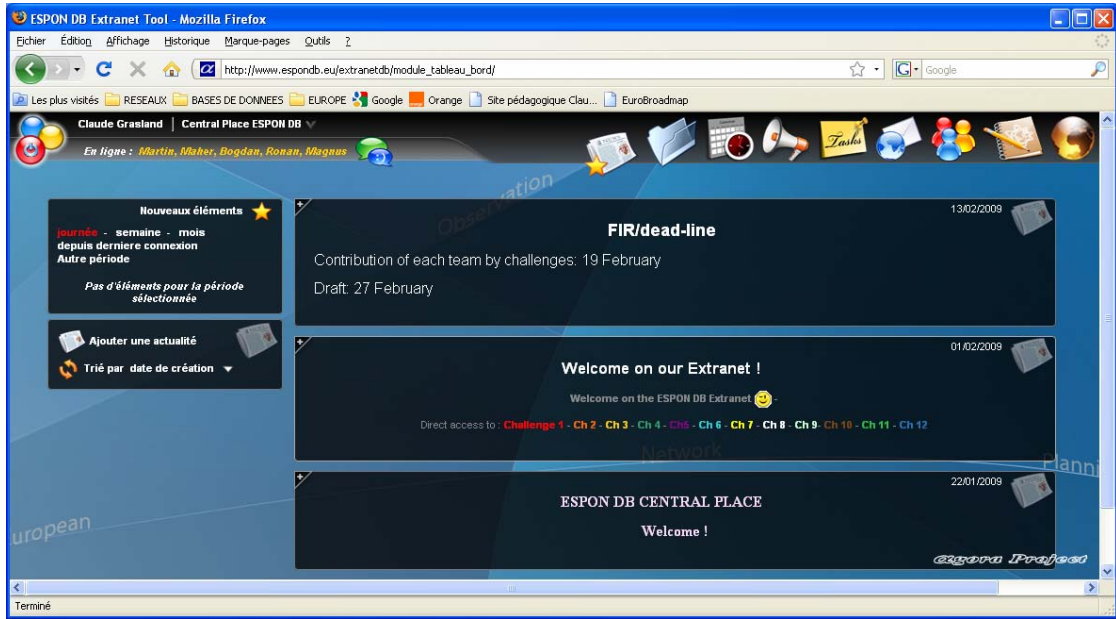 ESPON DB Extranet Tool - Mozilla Firefox
Fichier Édition Affichage Historique Marque-pages Outils ?
http://www.espondb.eu/extranetdb/module_tableau_bord/
Google
Les plus visités RESEAUX BASES DE DONNEES EUROPE Google Orange Site pédagogique Clau... EuroBroadmap
Claude Grasland | Central Place ESPON DB
En ligne : Martin, Maher, Bogdan, Ronan, Magnus
Tasks
Observation
Nouveaux éléments
journée - semaine - mois
depuis derniere connexion
Autre période
Pas d'éléments pour la période
sélectionnée
Ajouter une actualité
Trié par date de création
13/02/2009
FIR/dead-line
Contribution of each team by challenges: 19 February
Draft: 27 February
01/02/2009
Welcome on our Extranet !
Welcome on the ESPON DB Extranet -
Direct access to : Challenge 1 - Ch 2 - Ch 3 - Ch 4 - Ch5 - Ch 6 - Ch 7 - Ch 8 - Ch 9- Ch 10 - Ch 11 - Ch 12
Network
Planni
22/01/2009
ESPON DB CENTRAL PLACE
Welcome !
uropean
Agora Project
Terminé